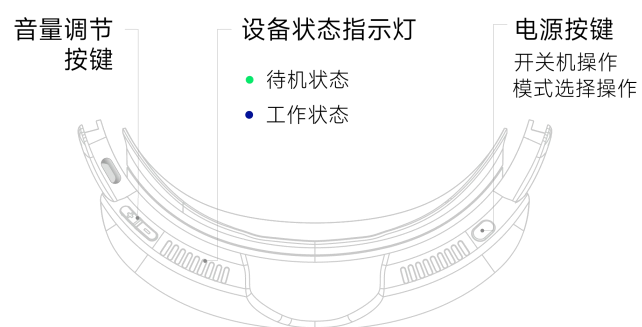 音量调节
按键
设备状态指示灯
待机状态
工作状态
电源按键
开关机操作
模式选择操作